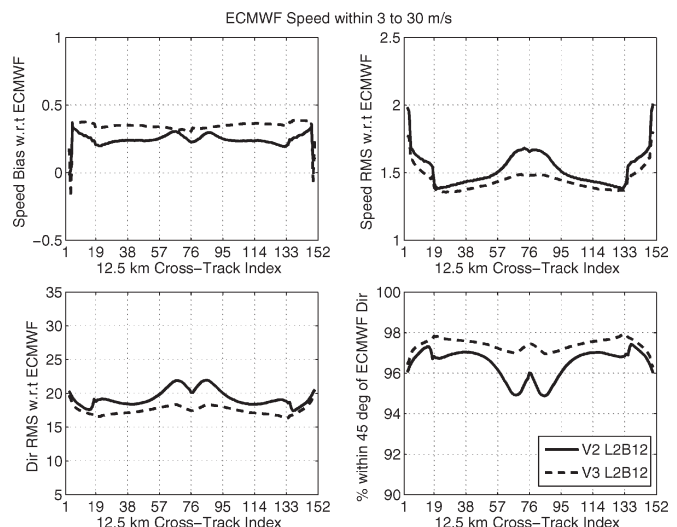 ECMWF Speed within 3 to 30 m/s
Speed Bias w.r.t ECMWF
1
0.5
0
−0.5
1 19 38 57 76 95 114 133 152
12.5 km Cross−Track Index
Speed RMS w.r.t ECMWF
2.5
2
1.5
1
1 19 38 57 76 95 114 133 152
12.5 km Cross−Track Index
Dir RMS w.r.t ECMWF
35
30
25
20
15
10
5
1 19 38 57 76 95 114 133 152
12.5 km Cross−Track Index
% within 45 deg of ECMWF Dir
100
98
96
94
92
90
V2 L2B12
V3 L2B12
1 19 38 57 76 95 114 133 152
12.5 km Cross−Track Index